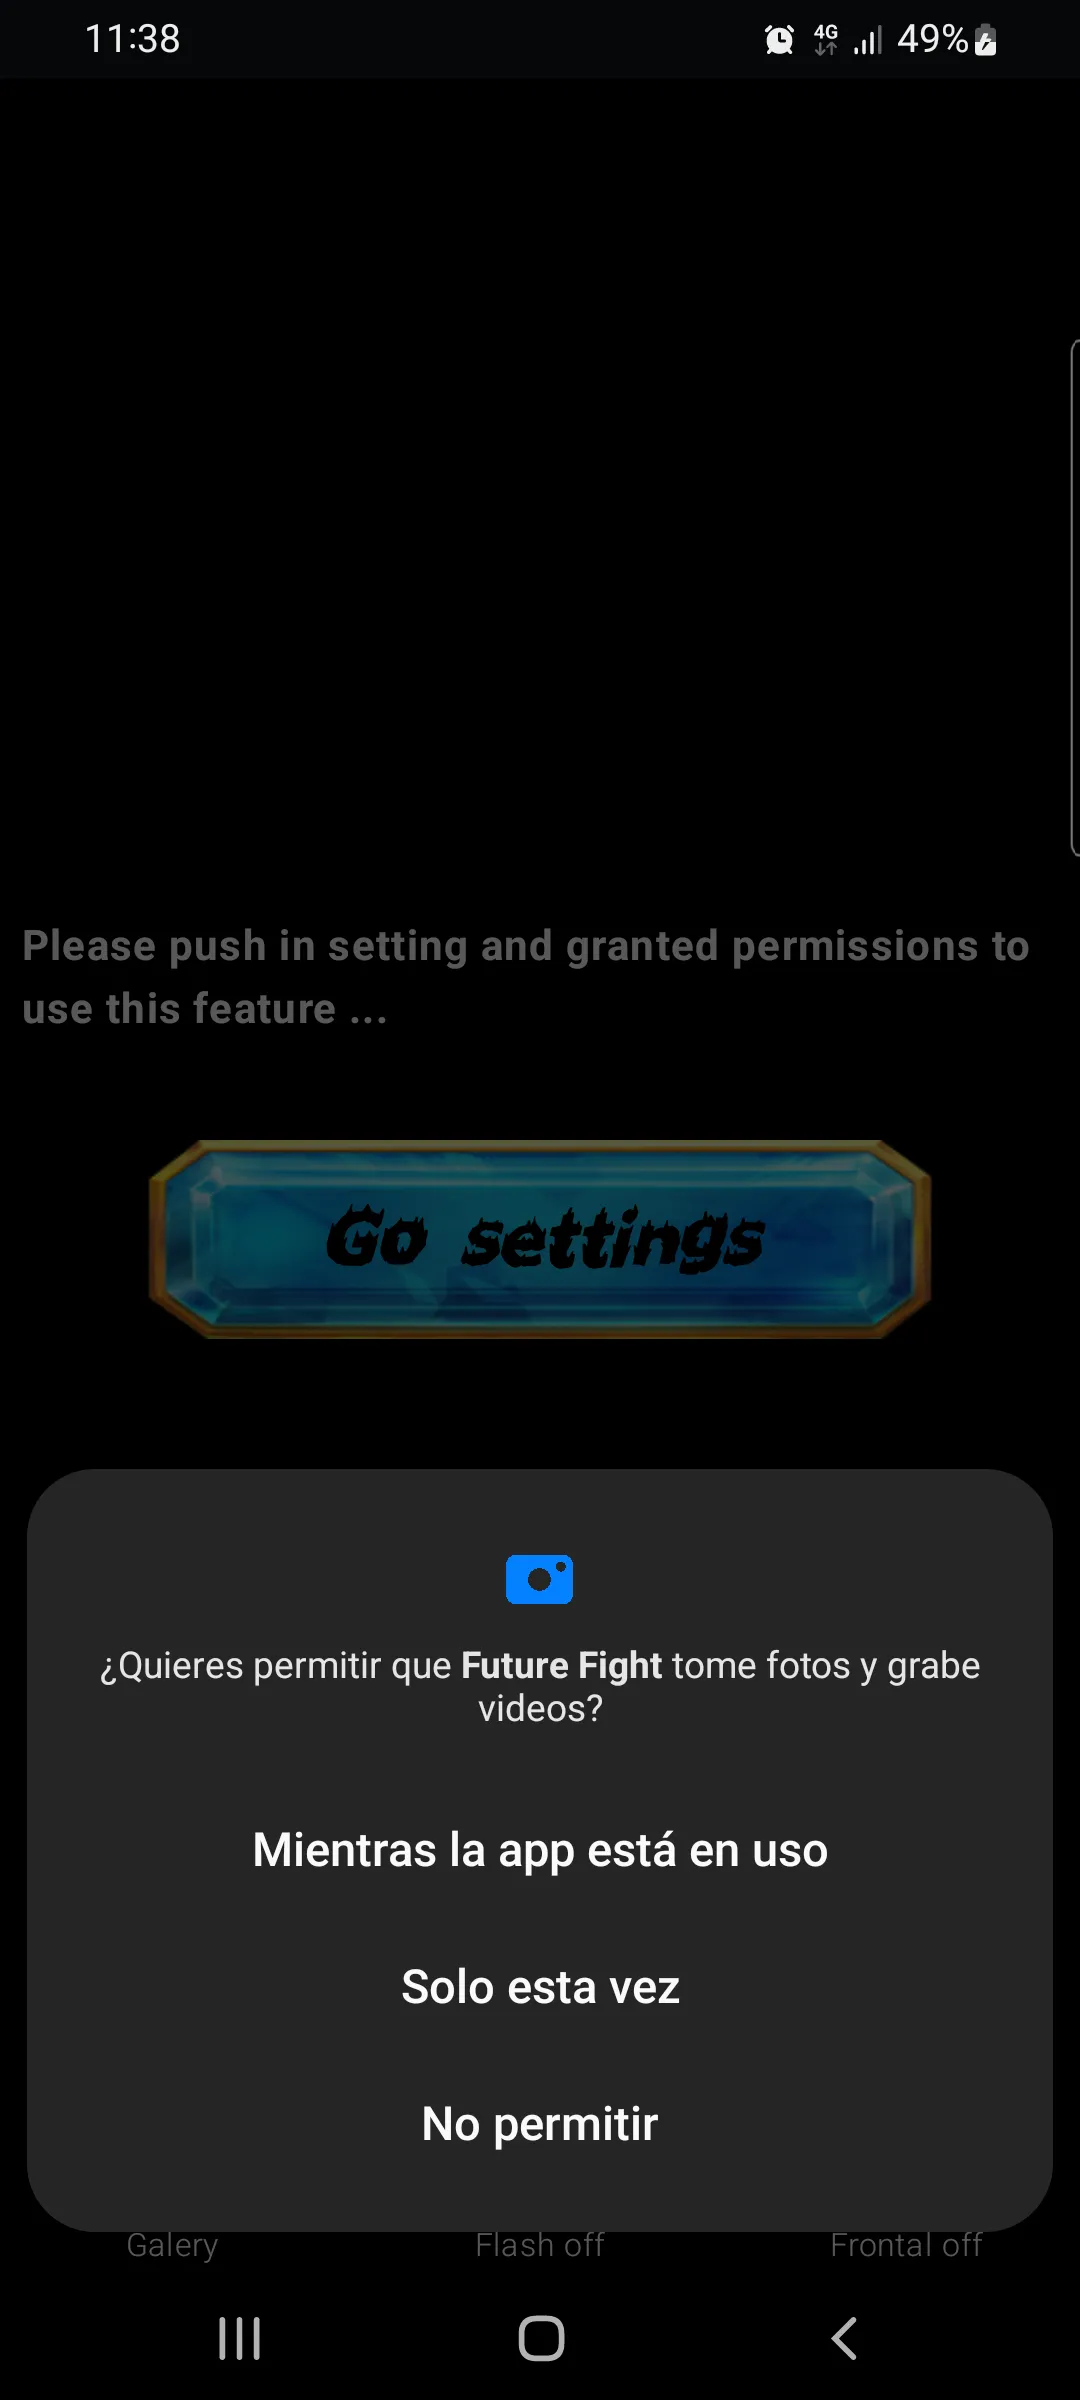 11:38
4G
49%
Please push in setting and granted permissions to
use this feature ...
Go settings
¿Quieres permitir que Future Fight tome fotos y grabe
videos?
Mientras la app está en uso
Solo esta vez
No permitir
Galery
Flash off
Frontal off